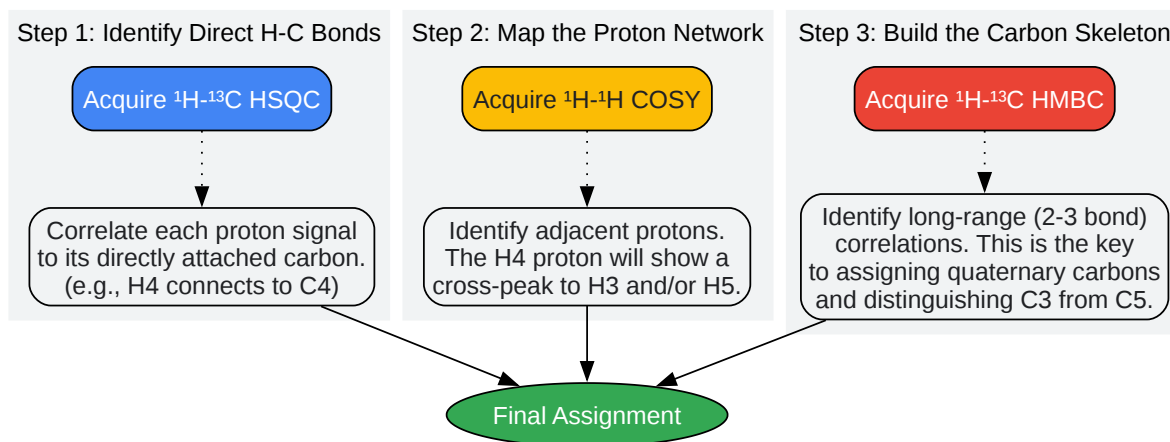 Step 1: Identify Direct H-C Bonds
Acquire ¹H-¹³C HSQC
Correlate each proton signal
to its directly attached carbon.
(e.g., H4 connects to C4)
Step 2: Map the Proton Network
Acquire ¹H-¹H COSY
Identify adjacent protons.
The H4 proton will show a
cross-peak to H3 and/or H5.
Step 3: Build the Carbon Skeleton
Acquire ¹H-¹³C HMBC
Identify long-range (2-3 bond)
correlations. This is the key
to assigning quaternary carbons
and distinguishing C3 from C5.
Final Assignment